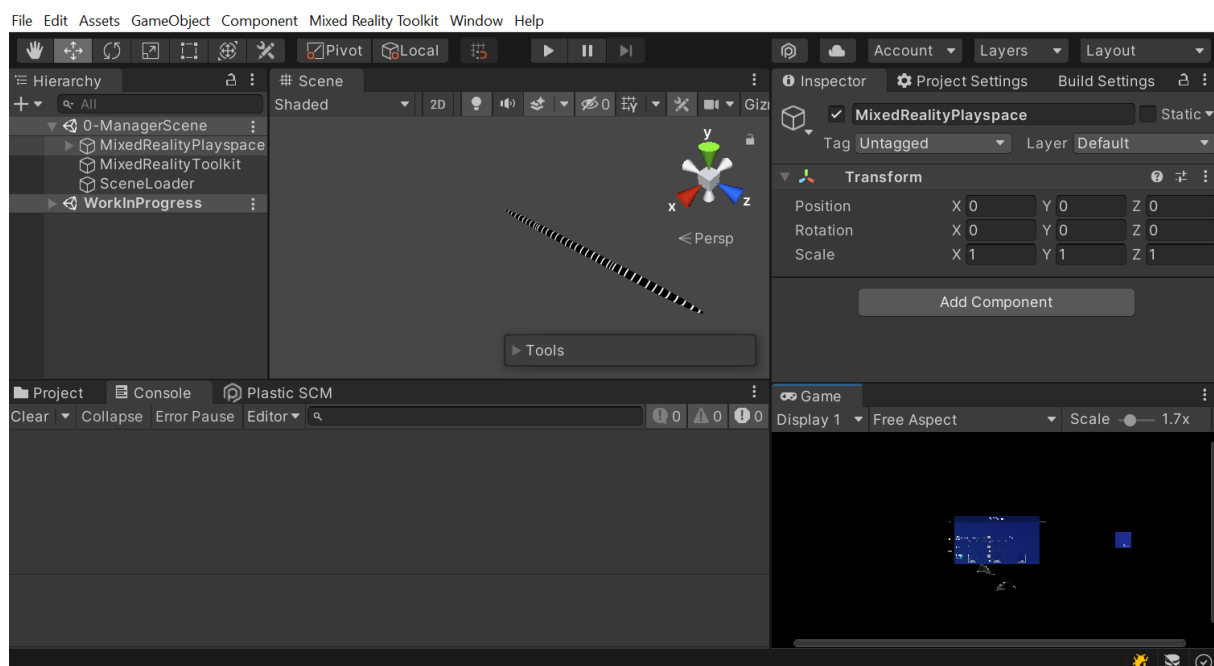 File Edit Assets GameObject Component Mixed Reality Toolkit Window Help
Pivot Local Account Layers Layout
Hierarchy
All
0-ManagerScene
MixedRealityPlayspace
MixedRealityToolkit
SceneLoader
WorkInProgress
Scene
Shaded 2D 0 Giz
y
x z
Persp
Tools
Inspector Project Settings Build Settings
MixedRealityPlayspace Static
Tag Untagged Layer Default
Transform
Position X 0 Y 0 Z 0
Rotation X 0 Y 0 Z 0
Scale X 1 Y 1 Z 1
Add Component
Project Console Plastic SCM
Clear Collapse Error Pause Editor 0 0 0
Game
Display 1 Free Aspect Scale 1.7x